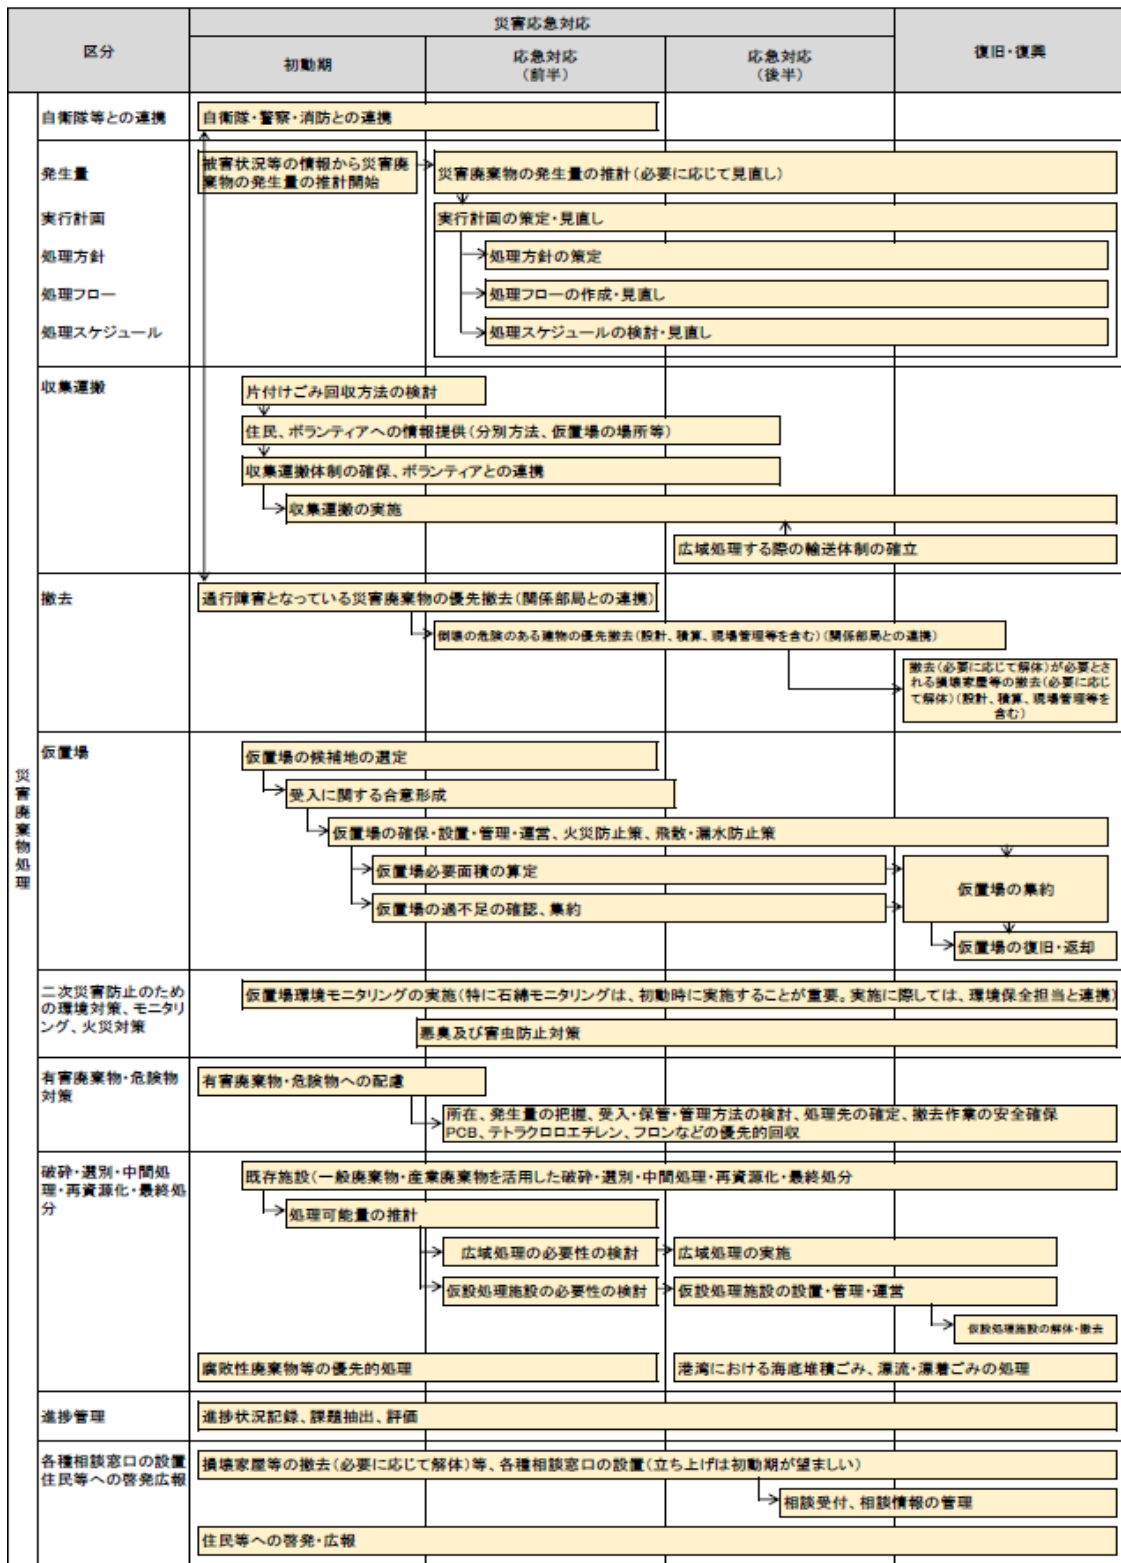 区分
災害応急対応
初動期
応急対応
(前半)
応急対応
(後半)
復旧・復興
災害廃棄物処理
自衛隊等との連携
自衛隊・警察・消防との連携
発生量
被害状況等の情報から災害廃
棄物の発生量の推計開始
災害廃棄物の発生量の推計(必要に応じて見直し)
実行計画
実行計画の策定・見直し
処理方針
処理方針の策定
処理フロー
処理フローの作成・見直し
処理スケジュール
処理スケジュールの検討・見直し
収集運搬
片付けごみ回収方法の検討
住民、ボランティアへの情報提供(分別方法、仮置場の場所等)
収集運搬体制の確保、ボランティアとの連携
収集運搬の実施
広域処理する際の輸送体制の確立
撤去
通行障害となっている災害廃棄物の優先撤去(関係部局との連携)
倒壊の危険のある建物の優先撤去(設計、積算、現場管理等を含む)(関係部局との連携)
撤去(必要に応じて解体)が必要とさ
れる損壊家屋等の撤去(必要に応じ
て解体)(設計、積算、現場管理等を
含む)
仮置場
仮置場の候補地の選定
受入に関する合意形成
仮置場の確保・設置・管理・運営、火災防止策、飛散・漏水防止策
仮置場必要面積の算定
仮置場の集約
仮置場の過不足の確認、集約
仮置場の復旧・返却
二次災害防止のため
の環境対策、モニタリ
ング、火災対策
仮置場環境モニタリングの実施(特に石綿モニタリングは、初動時に実施することが重要。実施に際しては、環境保全担当と連携)
悪臭及び害虫防止対策
有害廃棄物・危険物
対策
有害廃棄物・危険物への配慮
所在、発生量の把握、受入・保管・管理方法の検討、処理先の確定、撤去作業の安全確保
PCB、テトラクロロエチレン、フロンなどの優先的回収
破砕・選別・中間処
理・再資源化・最終処
分
既存施設(一般廃棄物・産業廃棄物を活用した破砕・選別・中間処理・再資源化・最終処分
処理可能量の推計
広域処理の必要性の検討
広域処理の実施
仮設処理施設の必要性の検討
仮設処理施設の設置・管理・運営
仮設処理施設の解体・撤去
腐敗性廃棄物等の優先的処理
港湾における海底堆積ごみ、漂流・漂着ごみの処理
進捗管理
進捗状況記録、課題抽出、評価
各種相談窓口の設置
住民等への啓発広報
損壊家屋等の撤去(必要に応じて解体)等、各種相談窓口の設置(立ち上げは初動期が望ましい)
相談受付、相談情報の管理
住民等への啓発・広報